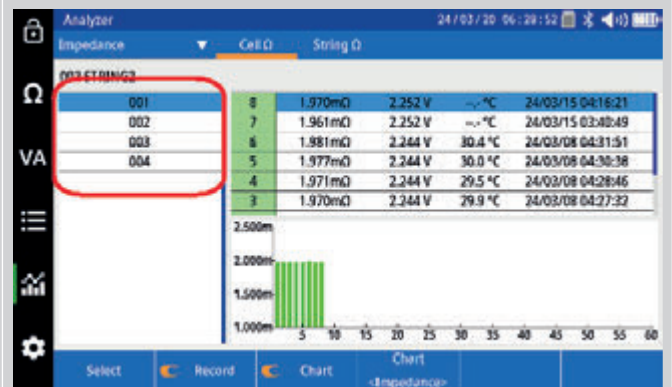 Analyzer 24/03/20 06:28:52
Impedance ▼ Cell Ω String Ω
003 STRING2
Ω
VA
001 8 1.970mΩ 2.252 V --.- °C 24/03/15 04:16:21
002 7 1.961mΩ 2.252 V --.- °C 24/03/15 03:40:49
003 6 1.981mΩ 2.244 V 30.4 °C 24/03/08 04:31:51
004 5 1.977mΩ 2.244 V 30.0 °C 24/03/08 04:30:38
4 1.971mΩ 2.244 V 29.5 °C 24/03/08 04:28:46
3 1.970mΩ 2.244 V 29.9 °C 24/03/08 04:27:32
2.500m
2.000m
1.500m
1.000m
5 10 15 20 25 30 35 40 45 50 55 60
Select Record Chart Chart
<Impedance>